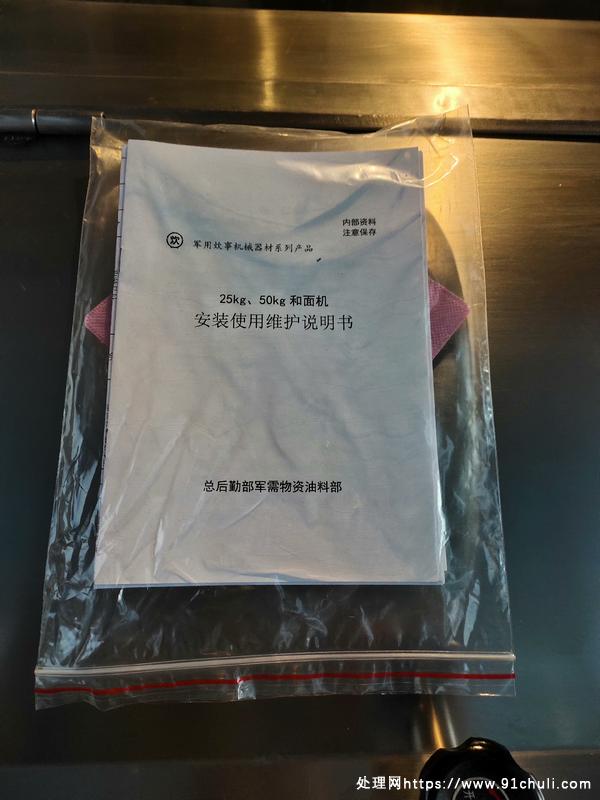 内部资料
注意保存
炊 军用炊事机械器材系列产品
25kg、50kg 和面机
安装使用维护说明书
总后勤部军需物资油料部
开
处理网https://www.91chuli.com/